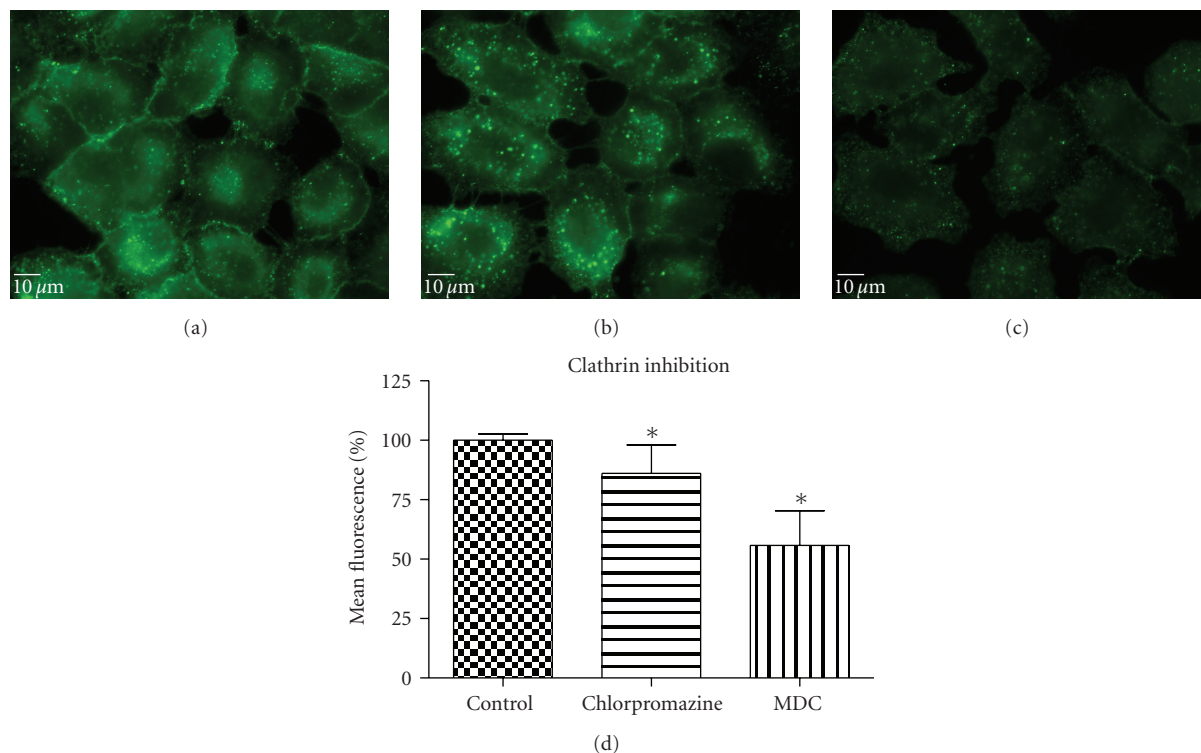 10 µm
10 µm
10 µm
(a)
(b)
(c)
Clathrin inhibition
Mean fluorescence (%)
125
100
75
50
25
0
*
*
Control
Chlorpromazine
MDC
(d)